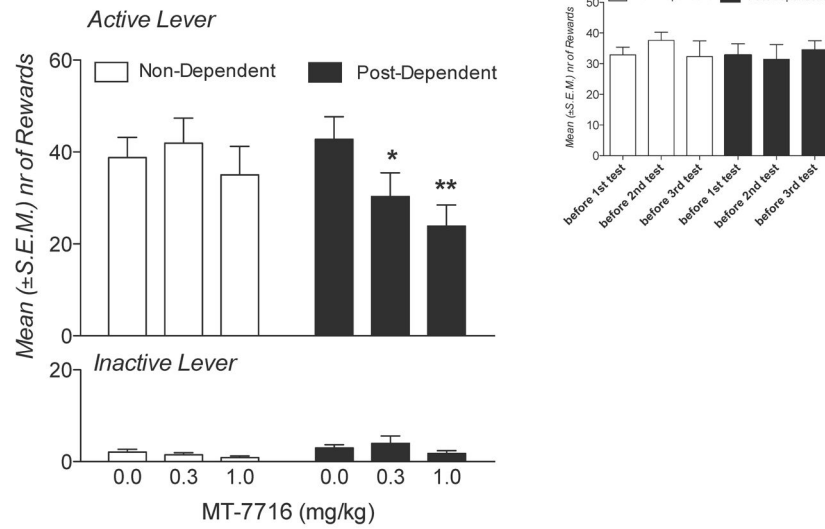 Active Lever
Mean (±S.E.M.) nr of Rewards
60
40
20
0
Non-Dependent
Post-Dependent
*
**
Inactive Lever
20
0
0.0 0.3 1.0 0.0 0.3 1.0
MT-7716 (mg/kg)
Mean (±S.E.M.) nr of Rewards
50
40
30
20
10
0
before 1st test
before 2nd test
before 3rd test
before 1st test
before 2nd test
before 3rd test